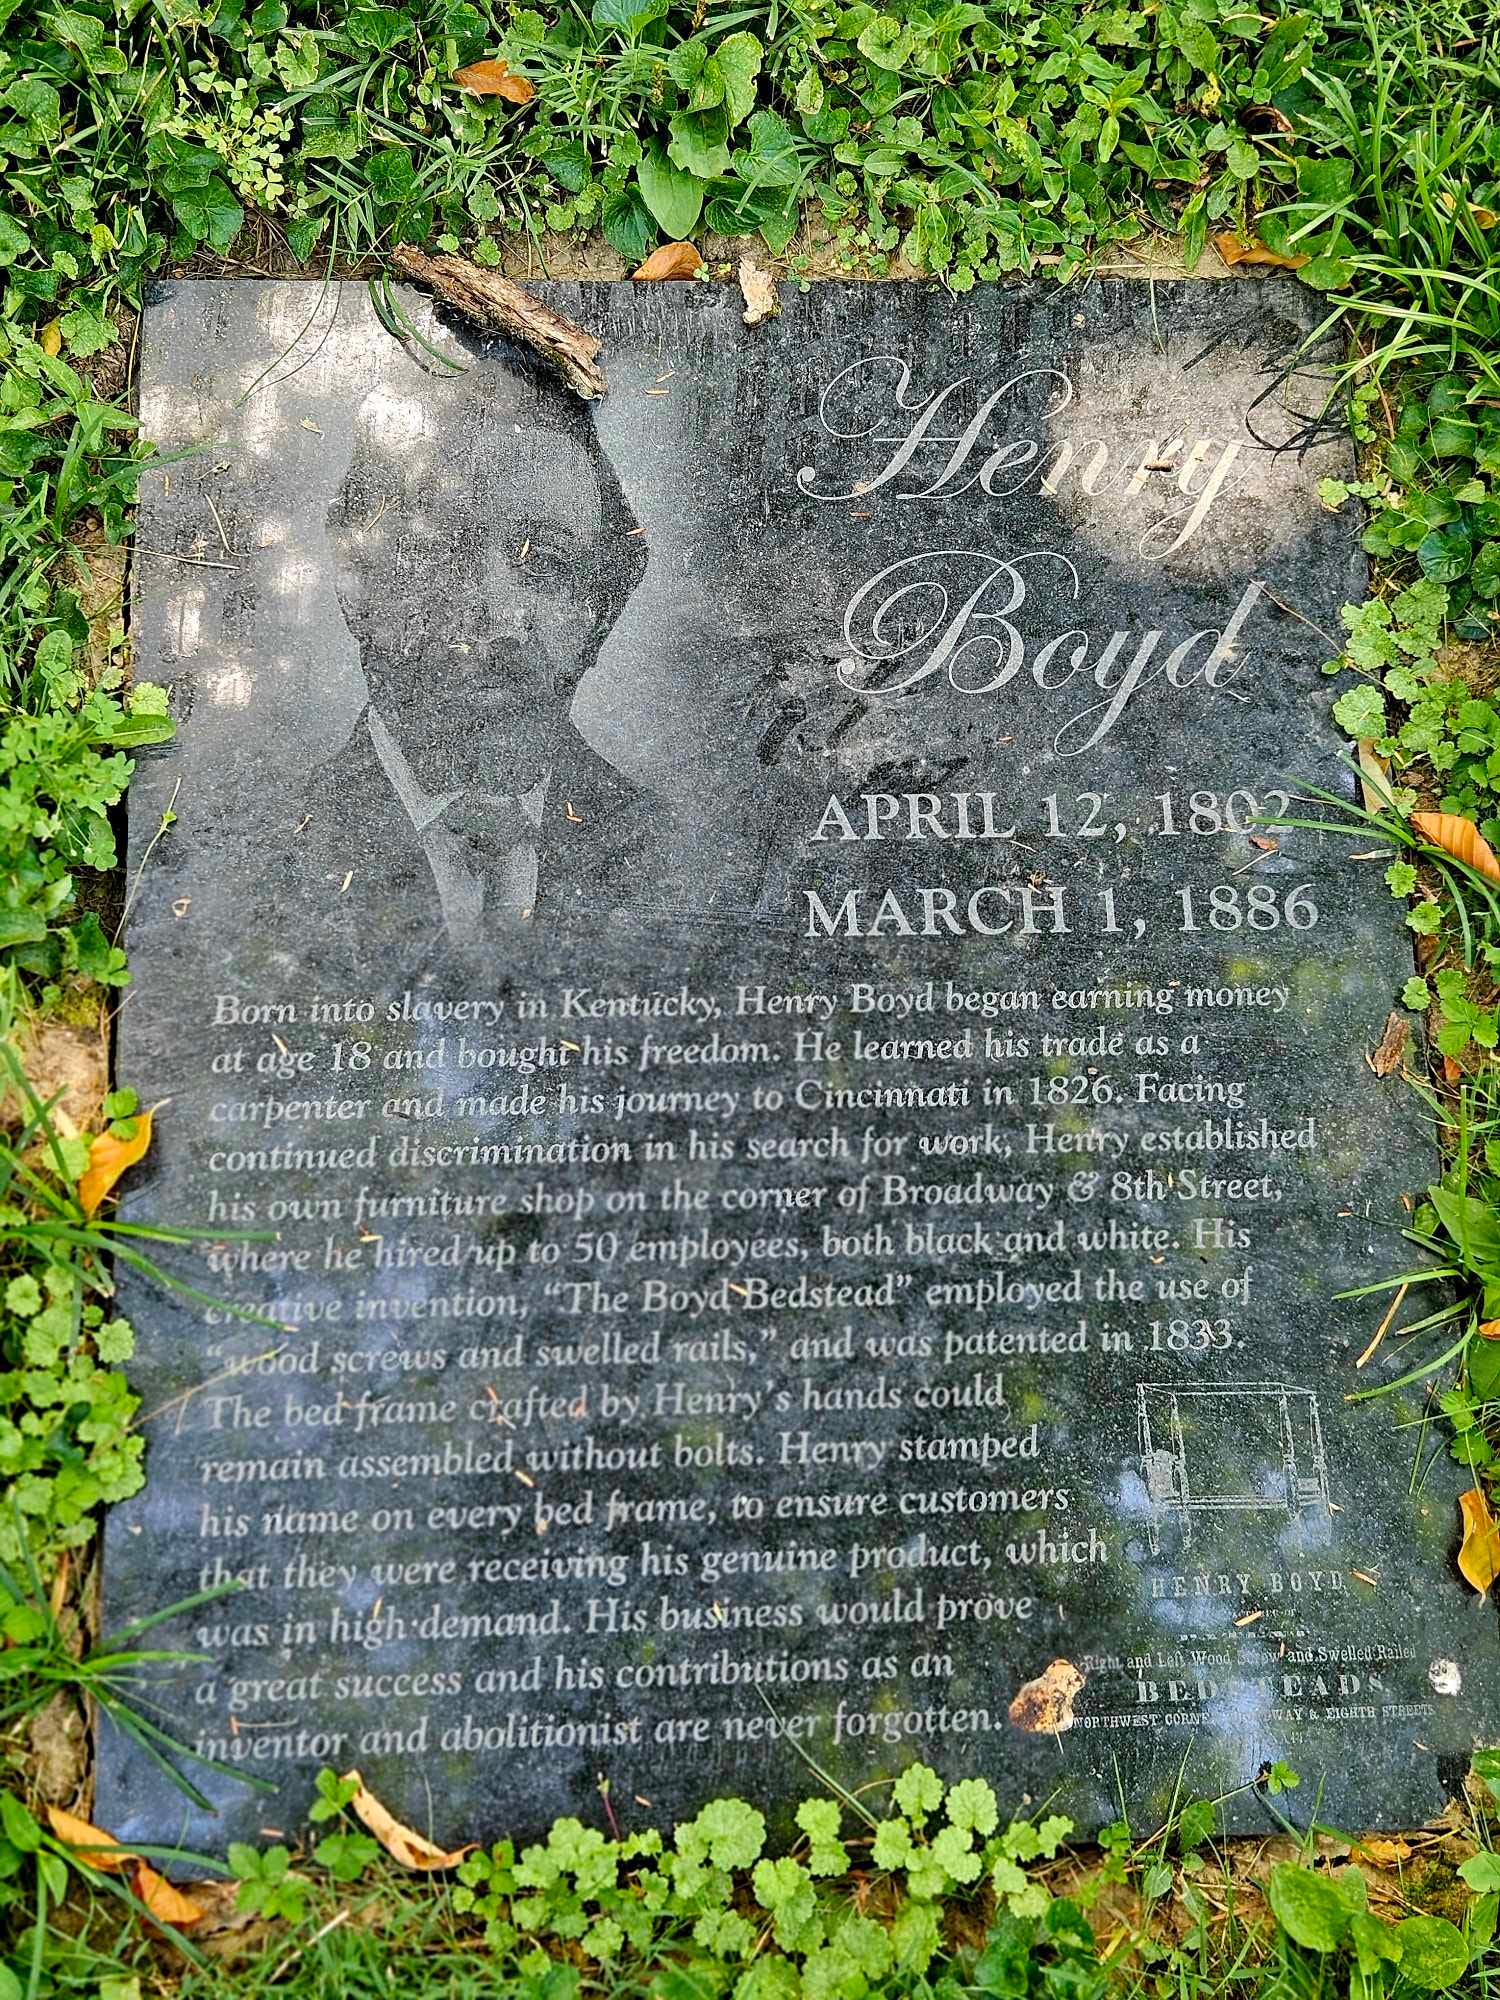 Henry
Boyd
APRIL 12, 1802
MARCH 1, 1886
Born into slavery in Kentucky, Henry Boyd began earning money
at age 18 and bought his freedom. He learned his trade as a
carpenter and made his journey to Cincinnati in 1826. Facing
continued discrimination in his search for work, Henry established
his own furniture shop on the corner of Broadway & 8th Street,
where he hired up to 50 employees, both black and white. His
creative invention, “The Boyd Bedstead” employed the use of
“wood screws and swelled rails,” and was patented in 1833.
The bed frame crafted by Henry's hands could
remain assembled without bolts. Henry stamped
his name on every bed frame, to ensure customers
that they were receiving his genuine product, which
was in high demand. His business would prove
a great success and his contributions as an
inventor and abolitionist are never forgotten.
HENRY BOYD
Right and Left Wood Screw and Swelled Railed
BEDSTEADS
NORTHWEST CORNER BROADWAY & EIGHTH STREETS